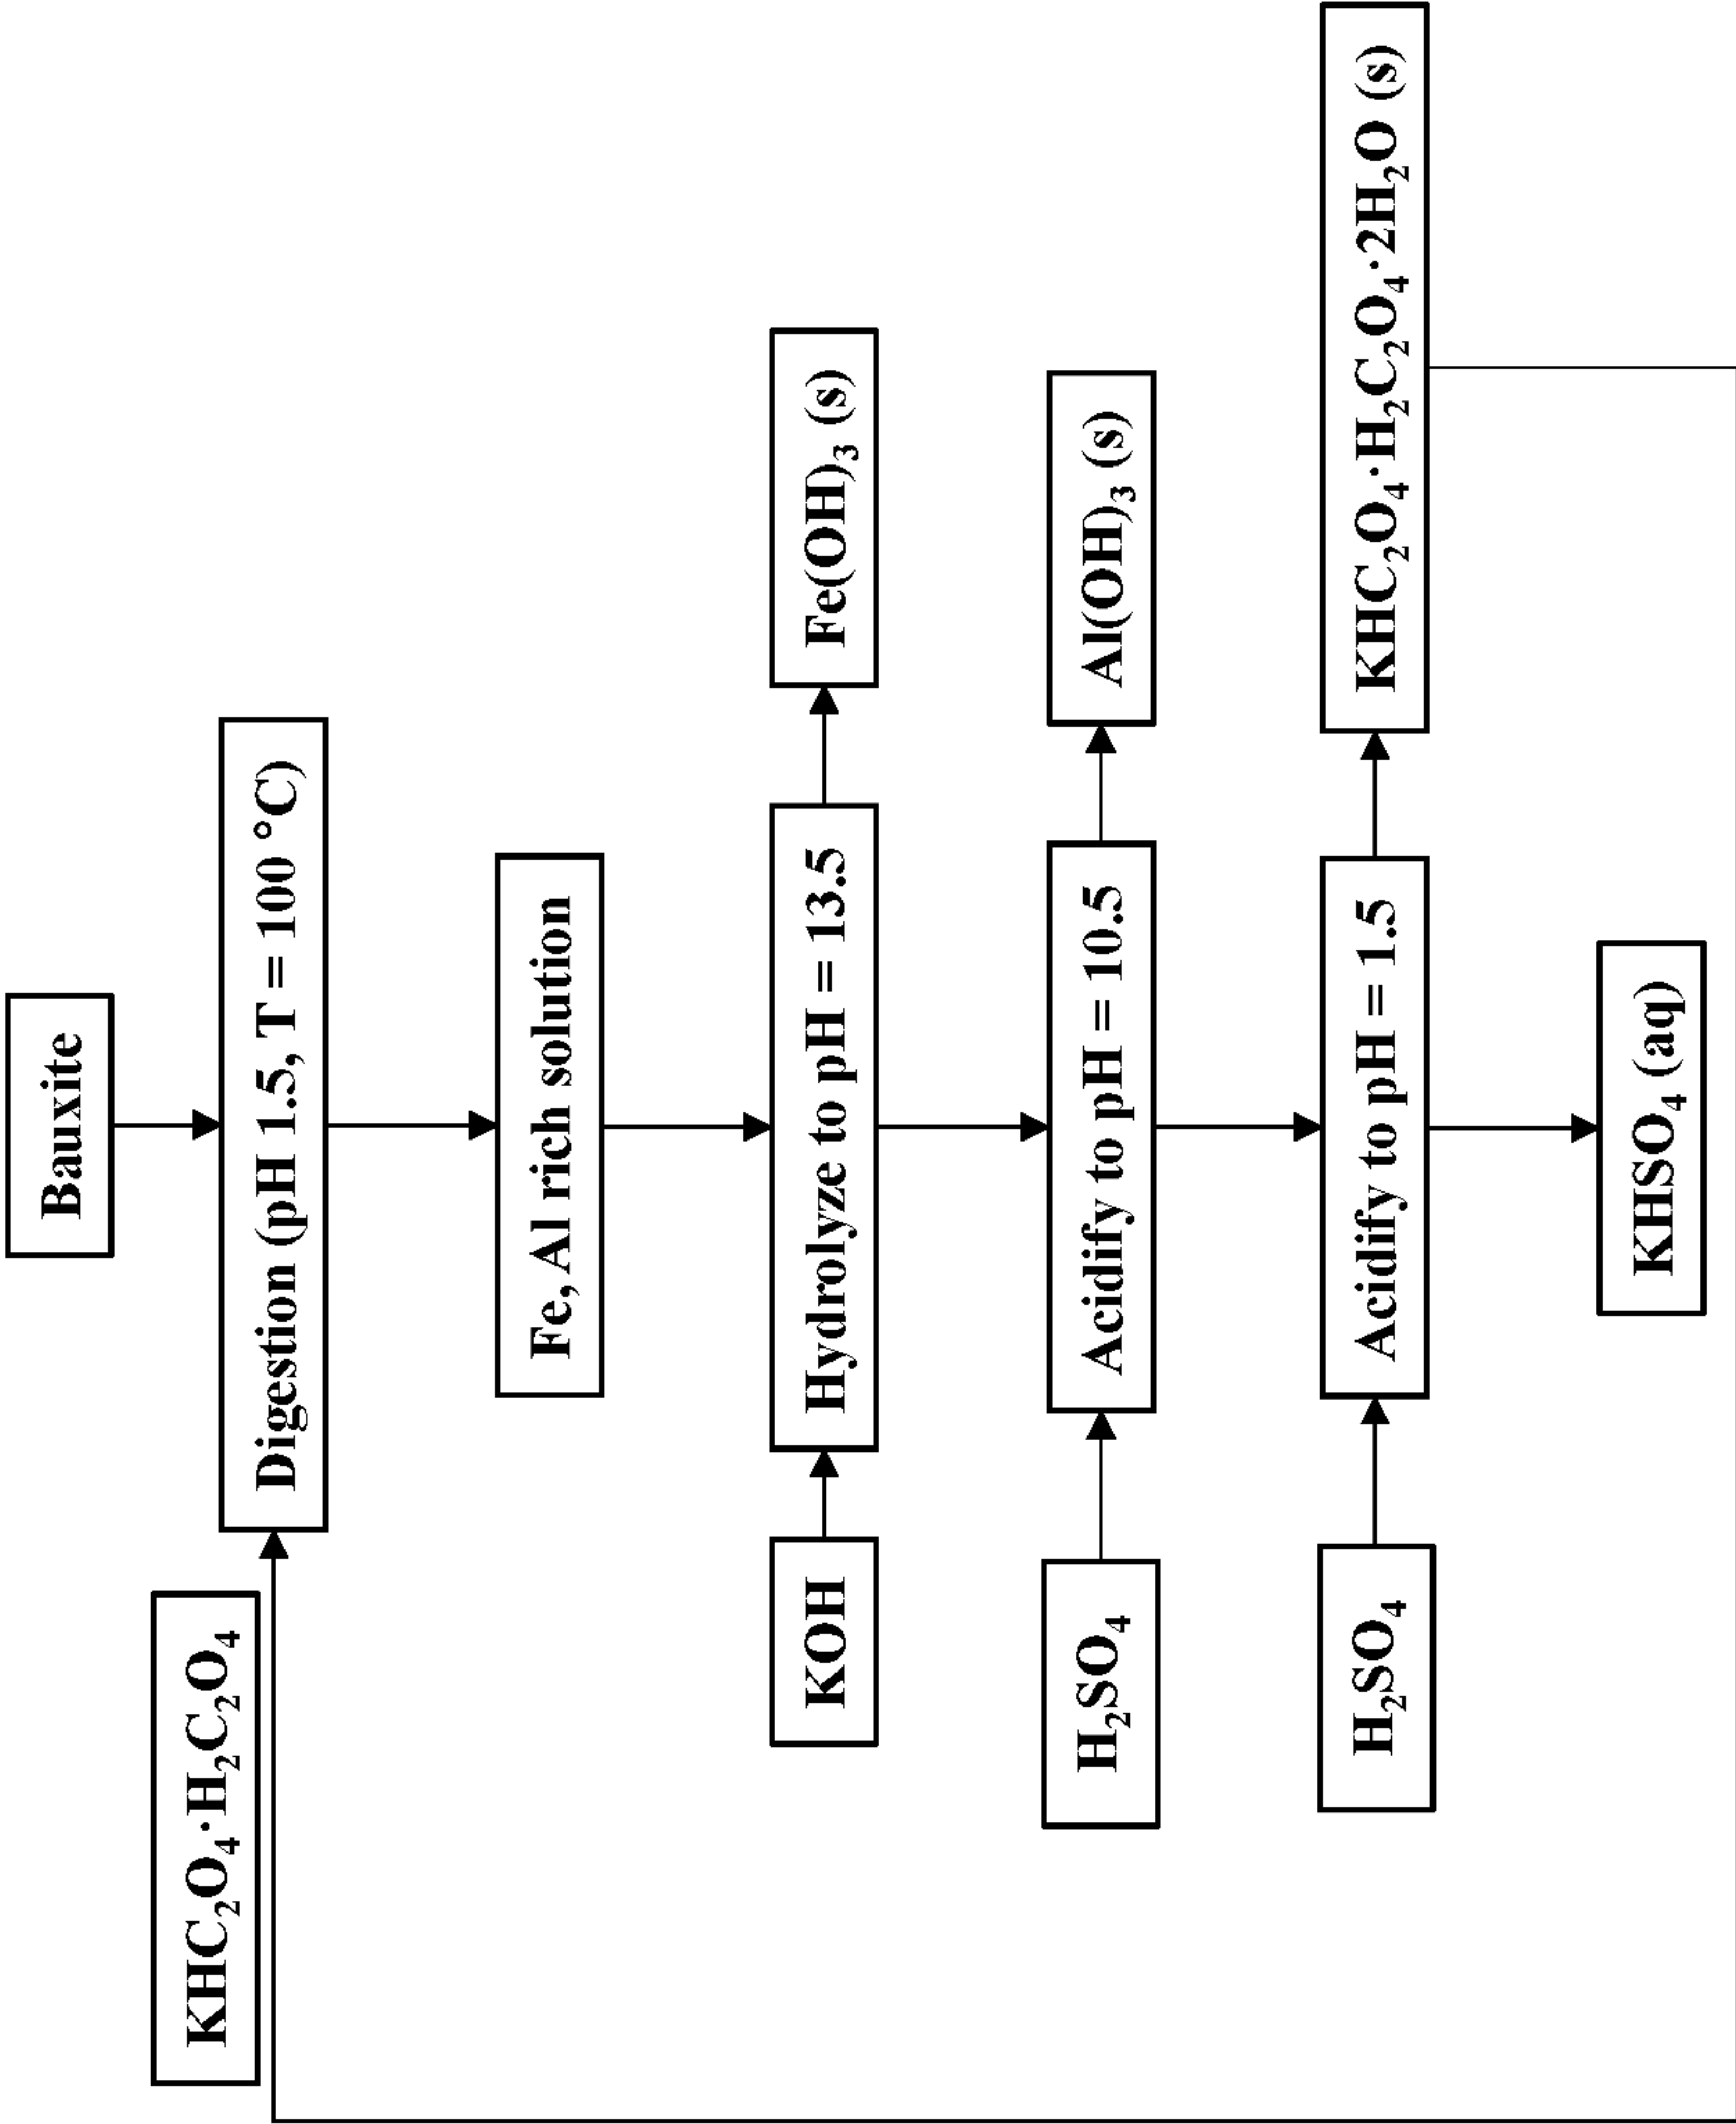 Bauxite
KHC₂O₄·H₂C₂O₄
Digestion (pH 1.5, T = 100 °C)
Fe, Al rich solution
KOH
Hydrolyze to pH = 13.5
Fe(OH)₃ (s)
H₂SO₄
Acidify to pH = 10.5
Al(OH)₃ (s)
H₂SO₄
Acidify to pH = 1.5
KHC₂O₄·H₂C₂O₄·2H₂O (s)
KHSO₄ (aq)